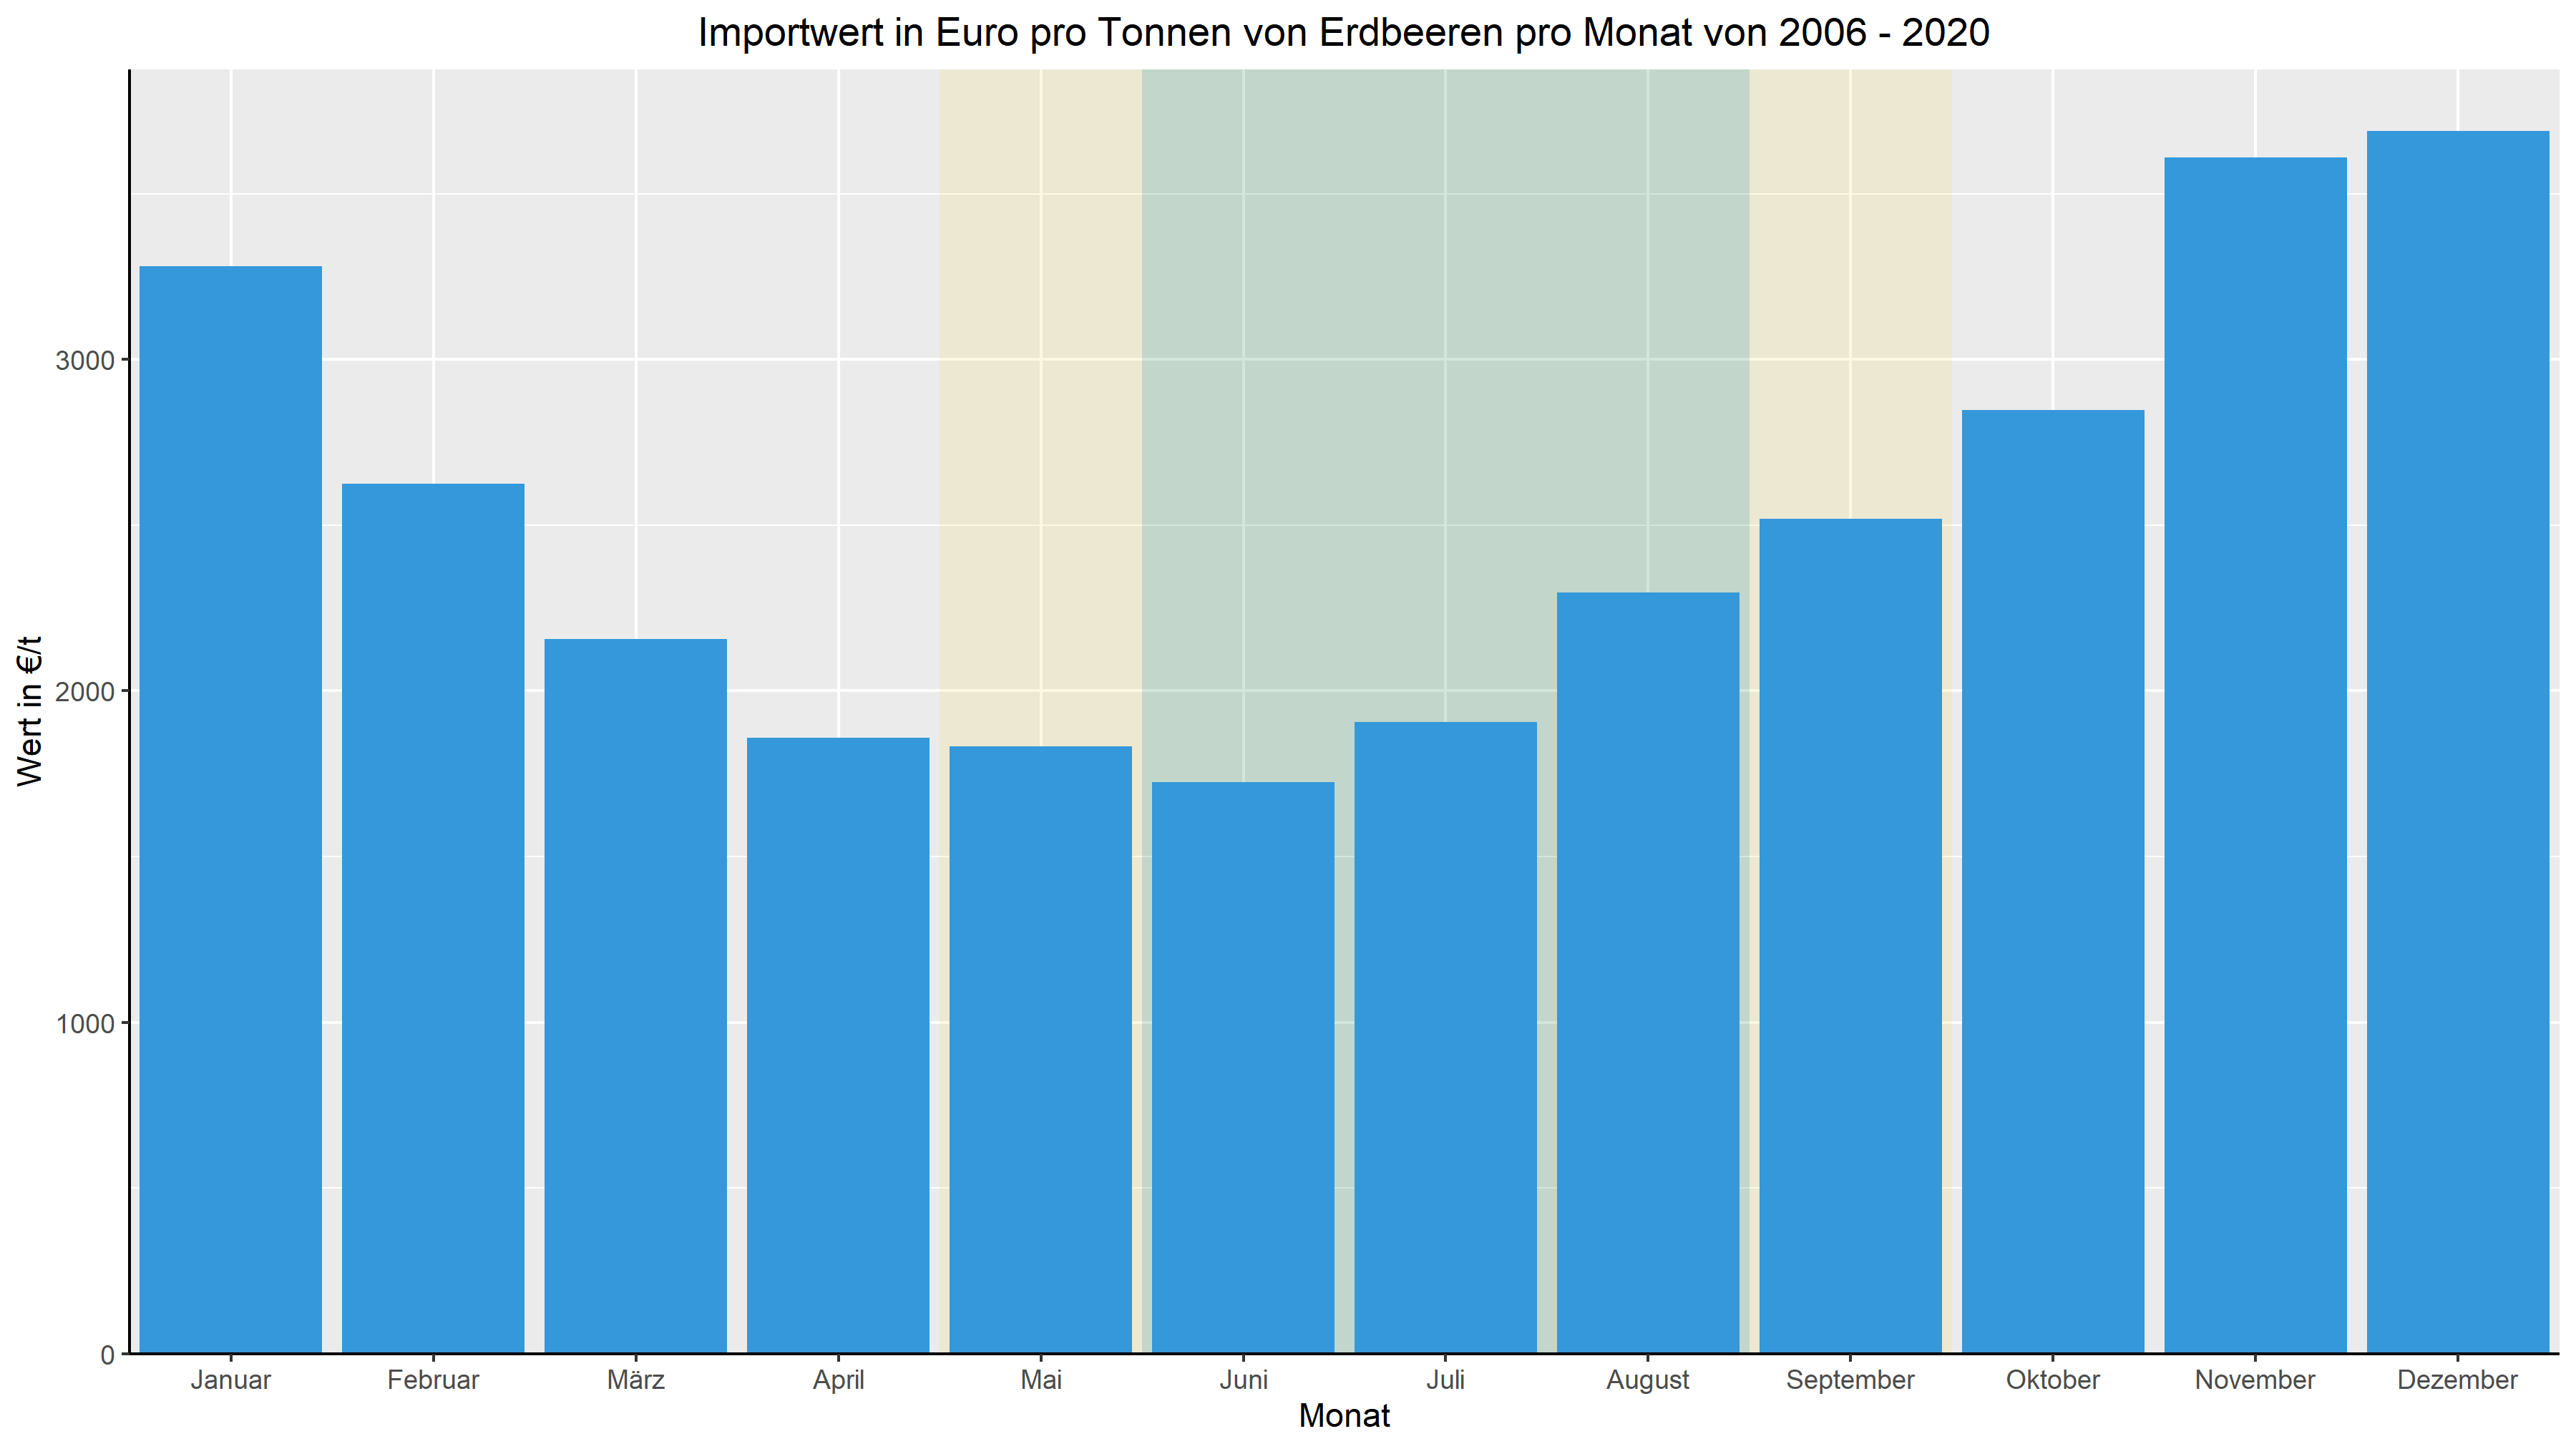 Importwert in Euro pro Tonnen von Erdbeeren pro Monat von 2006 - 2020
Wert in €/t
3000
2000
1000
0
Januar Februar März April Mai Juni Juli August September Oktober November Dezember
Monat